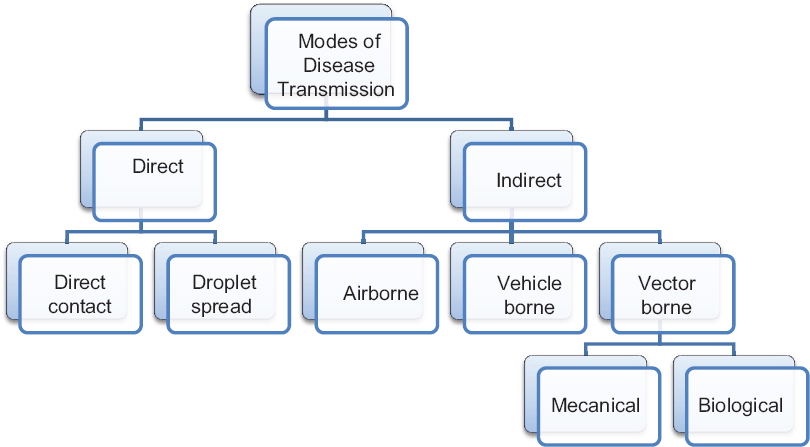 Modes of
Disease
Transmission
Direct
Indirect
Direct
contact
Droplet
spread
Airborne
Vehicle
borne
Vector
borne
Mecanical
Biological